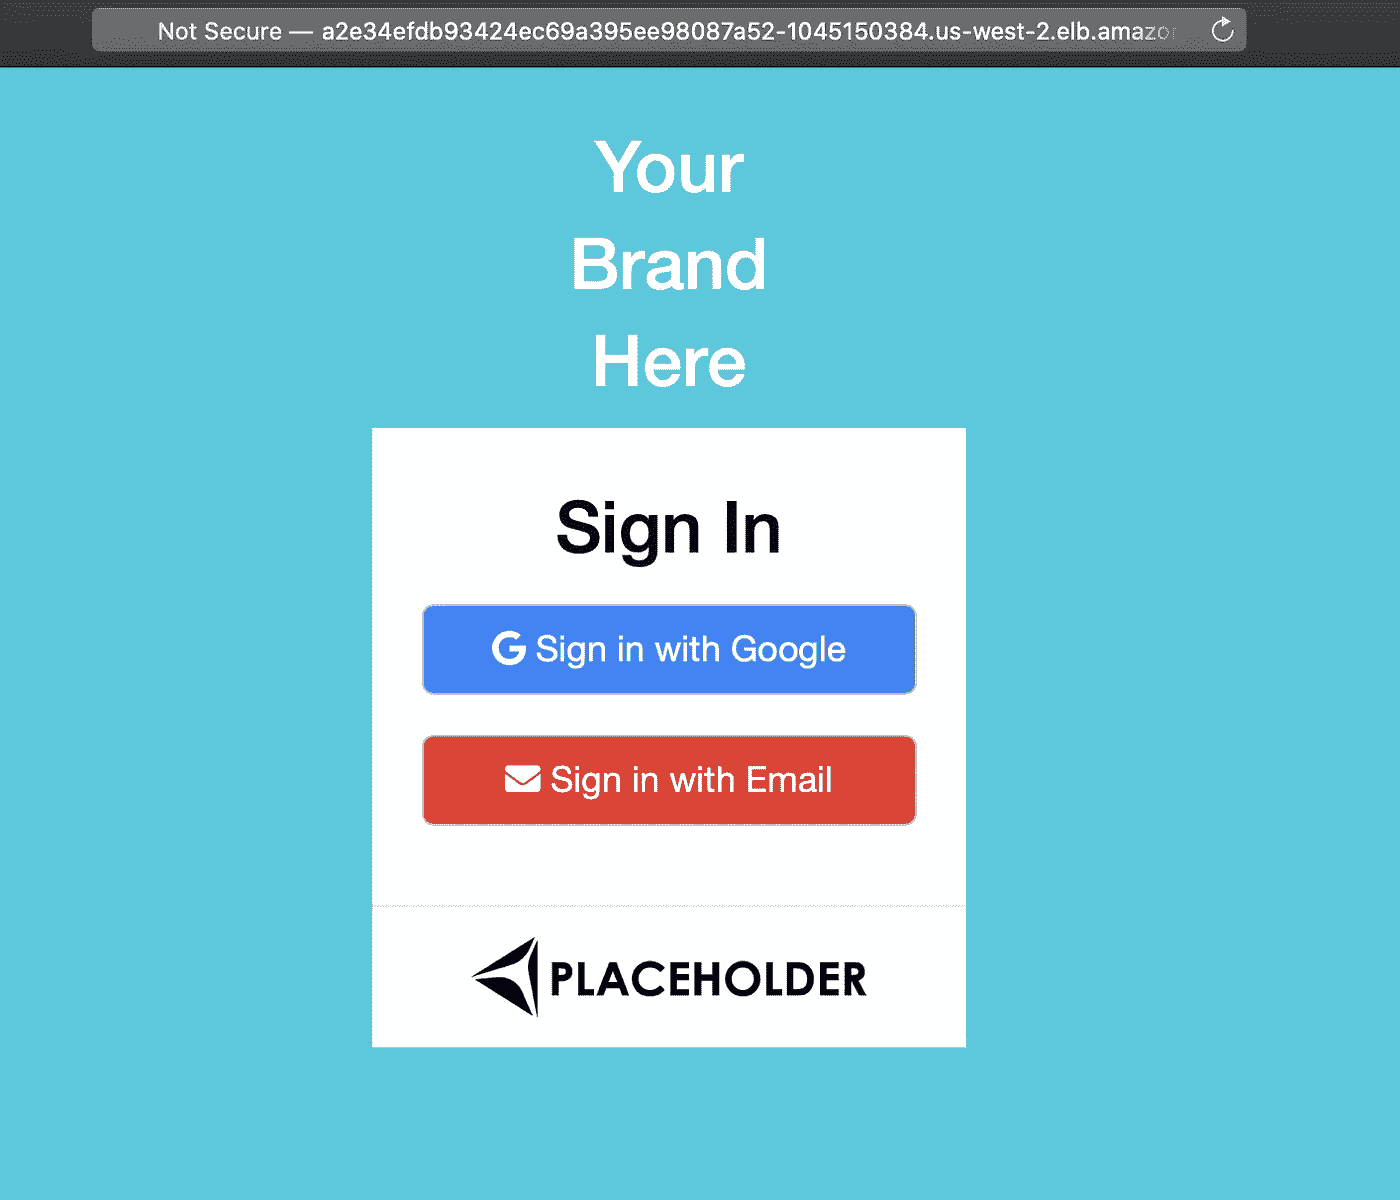 Not Secure — a2e34efdb93424ec69a395ee98087a52-1045150384.us-west-2.elb.amazo
Your
Brand
Here
Sign In
G Sign in with Google
Sign in with Email
PLACEHOLDER